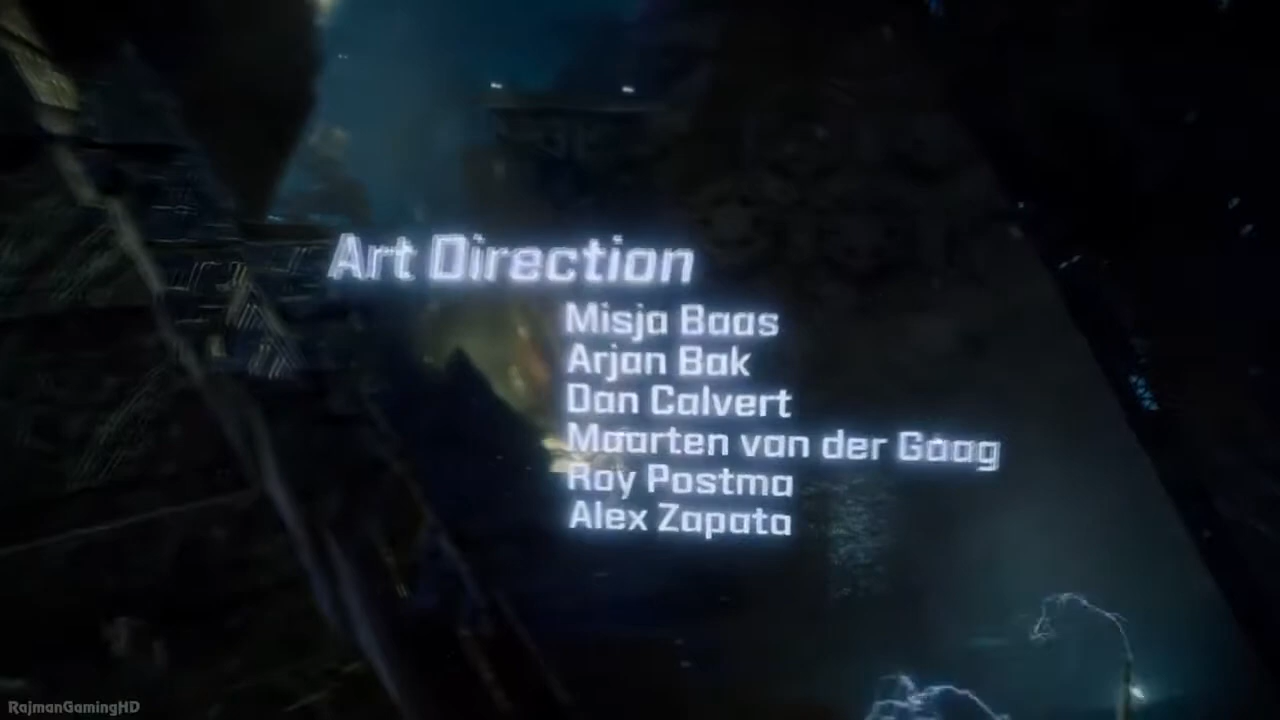 Art Direction
Misja Baas
Arjan Bak
Dan Calvert
Maarten van der Gaag
Roy Postma
Alex Zapata
RajmanGamingHD